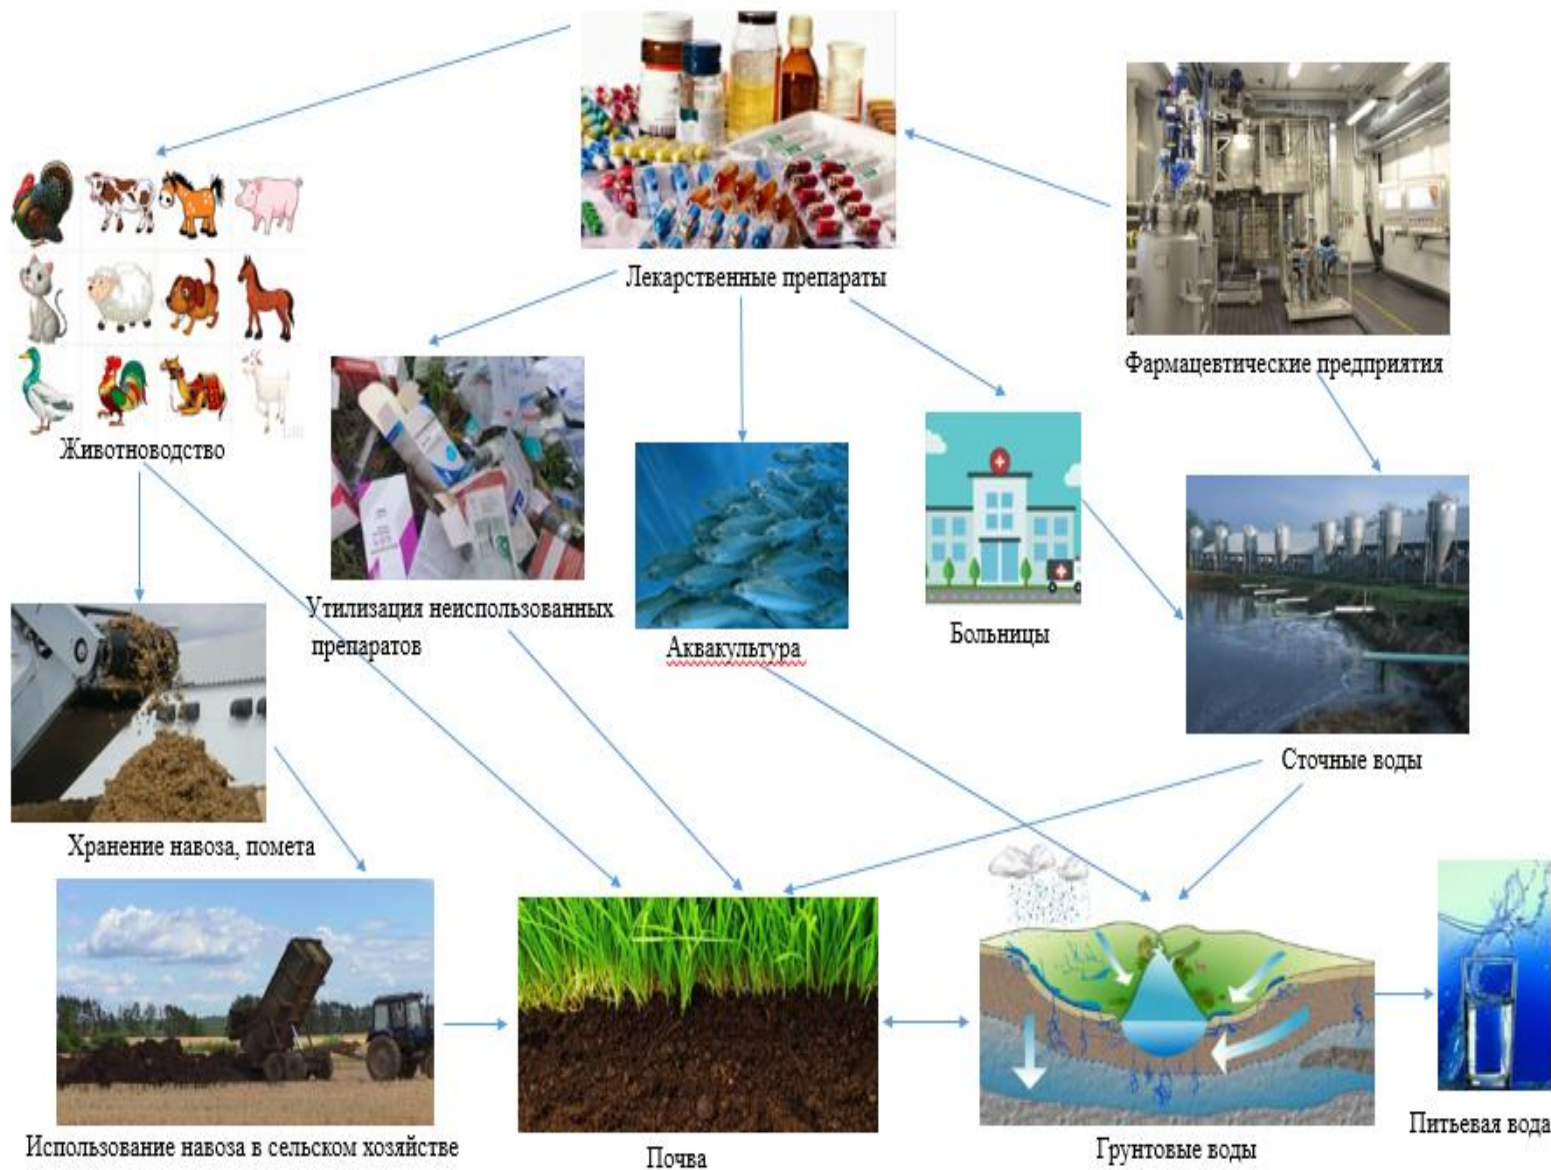 Лекарственные препараты
Фармацевтические предприятия
Животноводство
Утилизация неиспользованных
препаратов
Аквакультура
Больницы
Сточные воды
Хранение навоза, помета
Использование навоза в сельском хозяйстве
Почва
Грунтовые воды
Питьевая вода